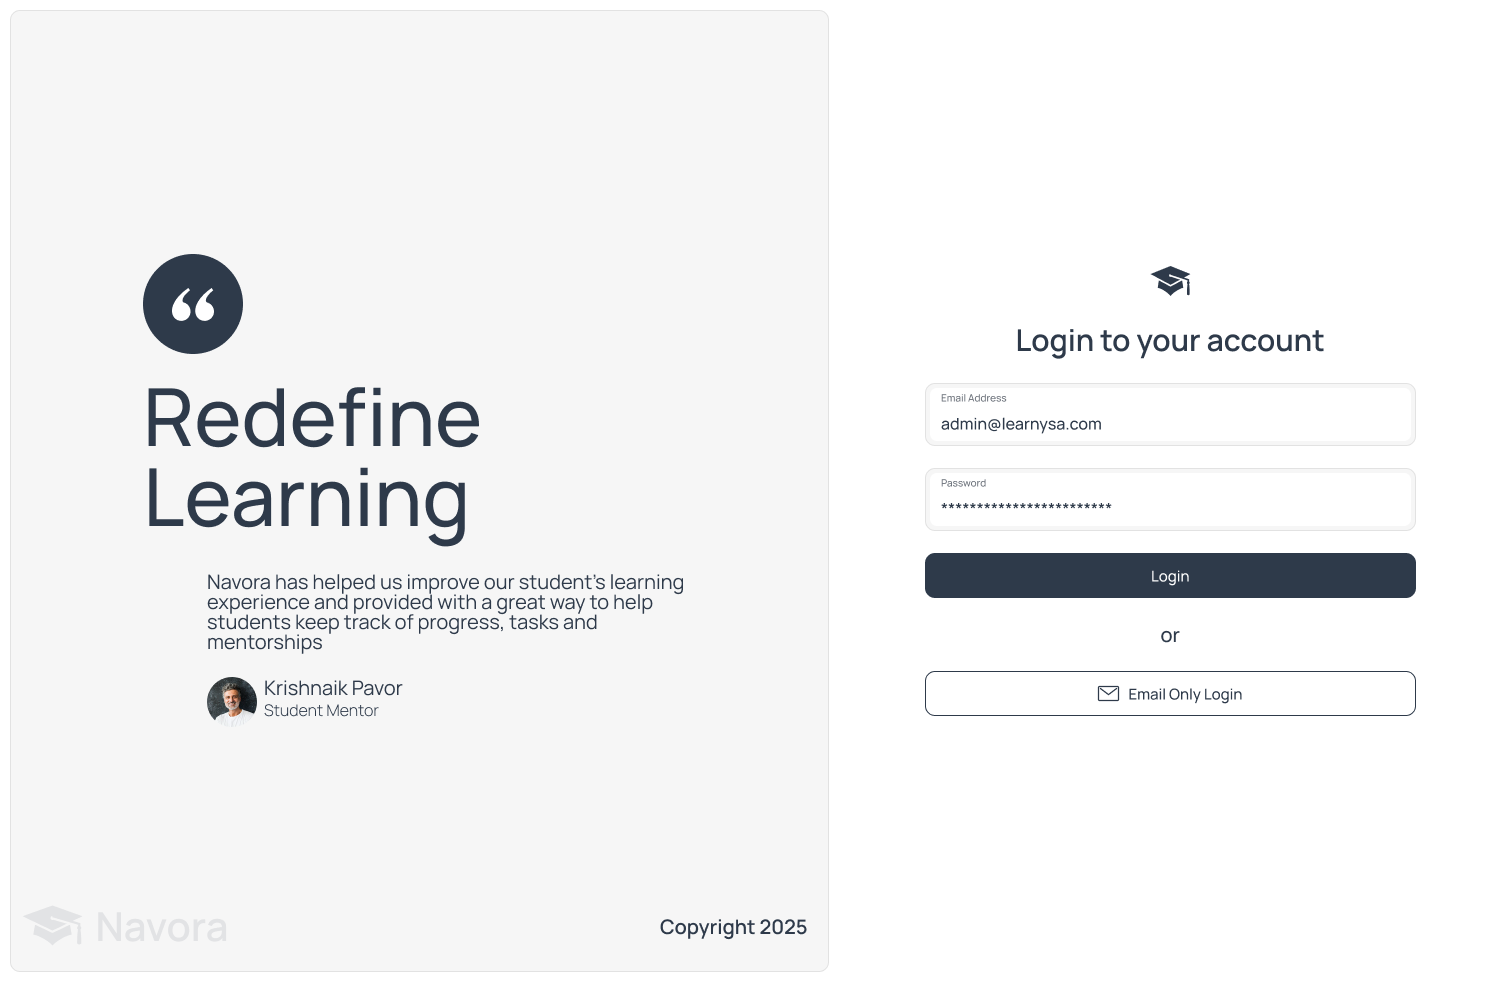 “
Redefine
Learning
Navora has helped us improve our student's learning
experience and provided with a great way to help
students keep track of progress, tasks and
mentorships
Krishnaik Pavor
Student Mentor
Navora
Copyright 2025
Login to your account
Email Address
admin@learnysa.com
Password
************************
Login
or
Email Only Login